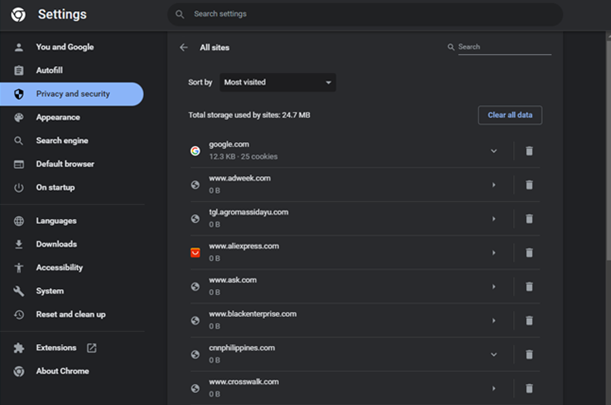 Settings
Search settings
You and Google
Autofill
Privacy and security
Appearance
Search engine
Default browser
On startup
Languages
Downloads
Accessibility
System
Reset and clean up
Extensions
About Chrome
All sites
Search
Sort by Most visited
Total storage used by sites: 24.7 MB
Clear all data
google.com
12.3 KB · 25 cookies
www.adweek.com
0 B
tgl.agromassidayu.com
0 B
www.aliexpress.com
0 B
www.ask.com
0 B
www.blackenterprise.com
0 B
cnnphilippines.com
0 B
www.crosswalk.com
0 B